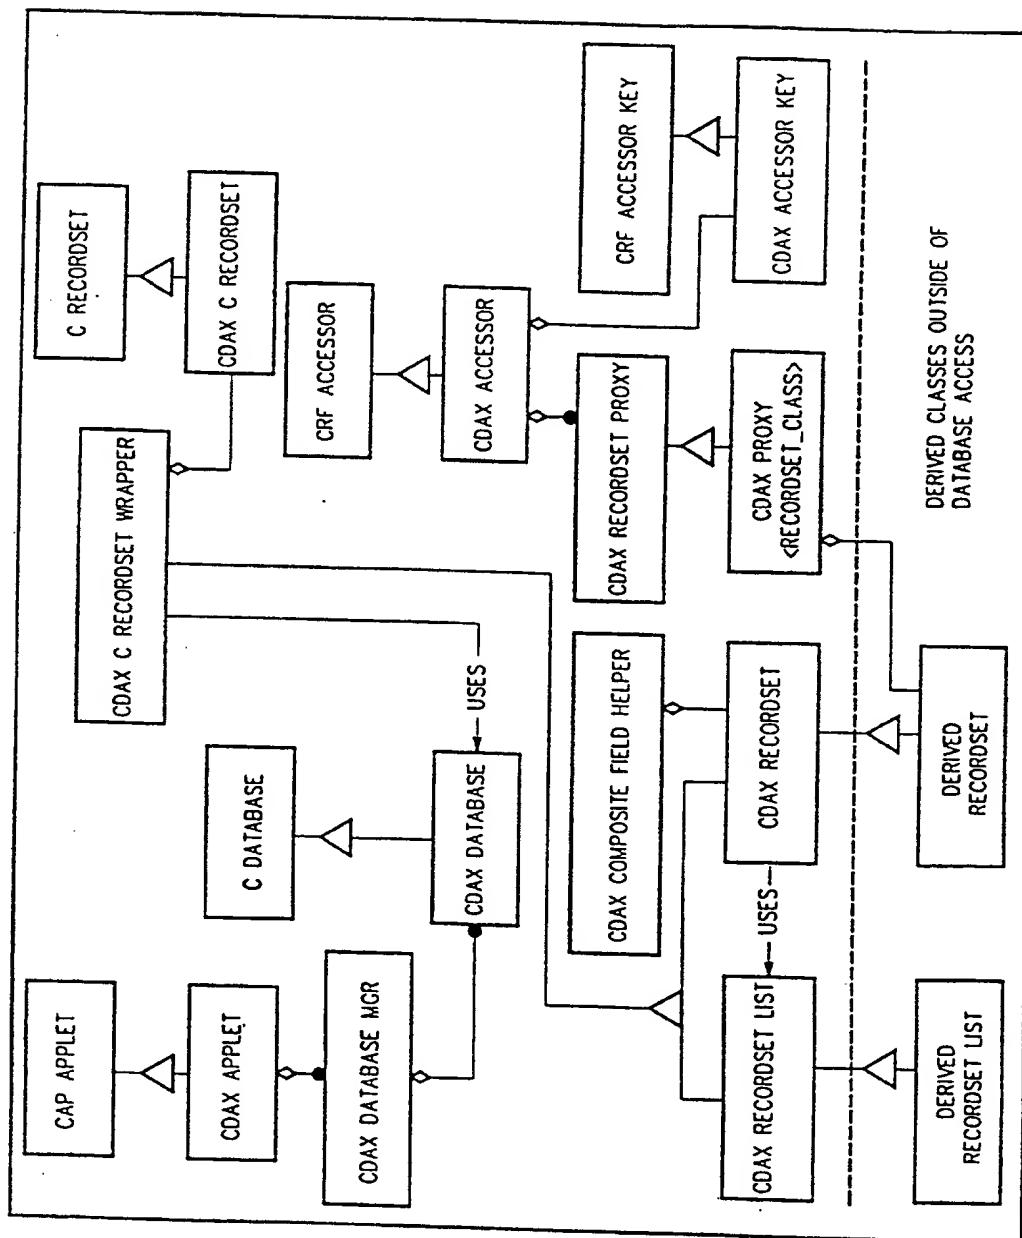 CAP APPLET
CDAX APPLET
CDAX DATABASE MGR
C DATABASE
CDAX DATABASE
USES
CDAX C RECORDSET WRAPPER
C RECORDSET
CDAX C RECORDSET
CRF ACCESSOR
CDAX ACCESSOR
CDAX COMPOSITE FIELD HELPER
CDAX RECORDSET PROXY
CRF ACCESSOR KEY
CDAX RECORDSET LIST
USES
CDAX RECORDSET
CDAX PROXY
<RECORDSET_CLASS>
CDAX ACCESSOR KEY
DERIVED
RECORDSET LIST
DERIVED
RECORDSET
DERIVED CLASSES OUTSIDE OF
DATABASE ACCESS